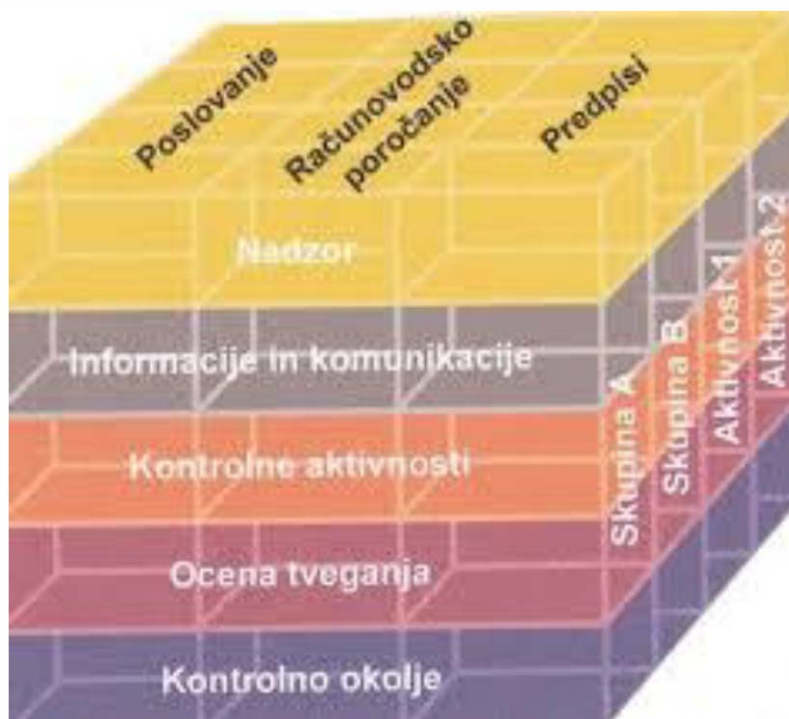 Poslovanje
Računovodsko
poročanje
Predpisi
Nadzor
Informacije in komunikacije
Kontrolne aktivnosti
Ocena tveganja
Kontrolno okolje
Skupina A
Skupina B
Aktivnost 1
Aktivnost 2